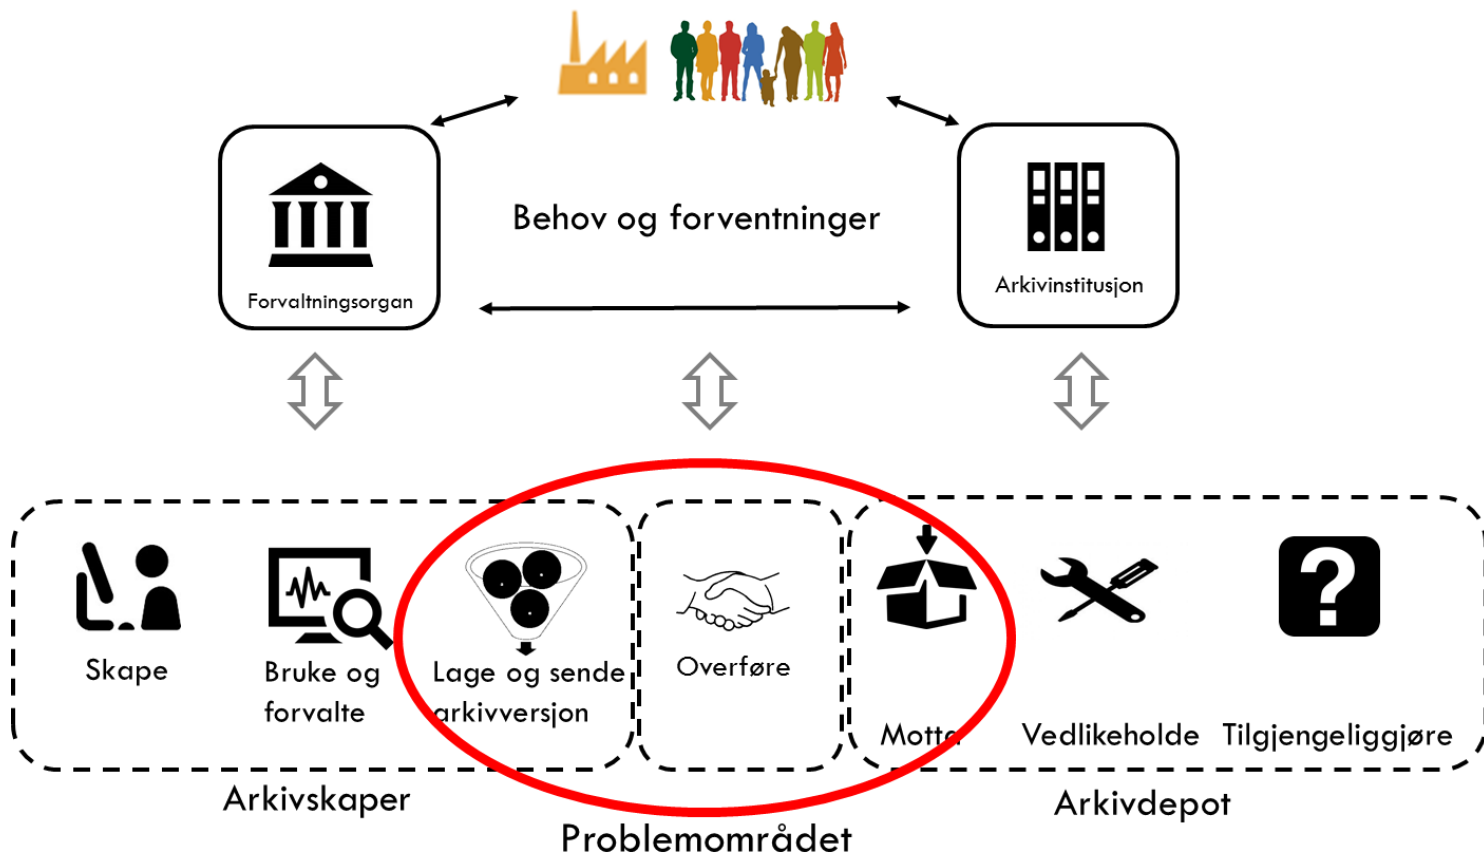 Behov og forventninger
Forvaltningsorgan
Arkivinstitusjon
Skape
Bruke og
forvalte
Lage og sende
arkivversjon
Overføre
Motta
Vedlikeholde
Tilgjengeliggjøre
?
Arkivskaper
Problemområdet
Arkivdepot